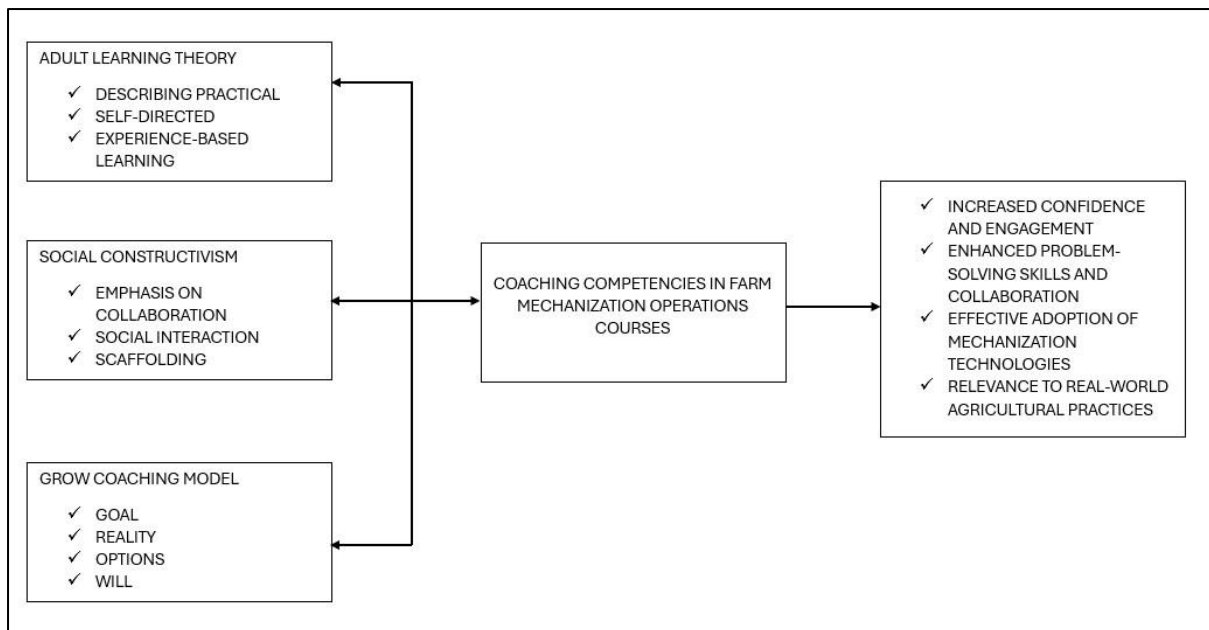 ADULT LEARNING THEORY
✓ DESCRIBING PRACTICAL
✓ SELF-DIRECTED
✓ EXPERIENCE-BASED
LEARNING
SOCIAL CONSTRUCTIVISM
✓ EMPHASIS ON
COLLABORATION
✓ SOCIAL INTERACTION
✓ SCAFFOLDING
GROW COACHING MODEL
✓ GOAL
✓ REALITY
✓ OPTIONS
✓ WILL
COACHING COMPETENCIES IN FARM
MECHANIZATION OPERATIONS
COURSES
✓ INCREASED CONFIDENCE
AND ENGAGEMENT
✓ ENHANCED PROBLEM-
SOLVING SKILLS AND
COLLABORATION
✓ EFFECTIVE ADOPTION OF
MECHANIZATION
TECHNOLOGIES
✓ RELEVANCE TO REAL-WORLD
AGRICULTURAL PRACTICES